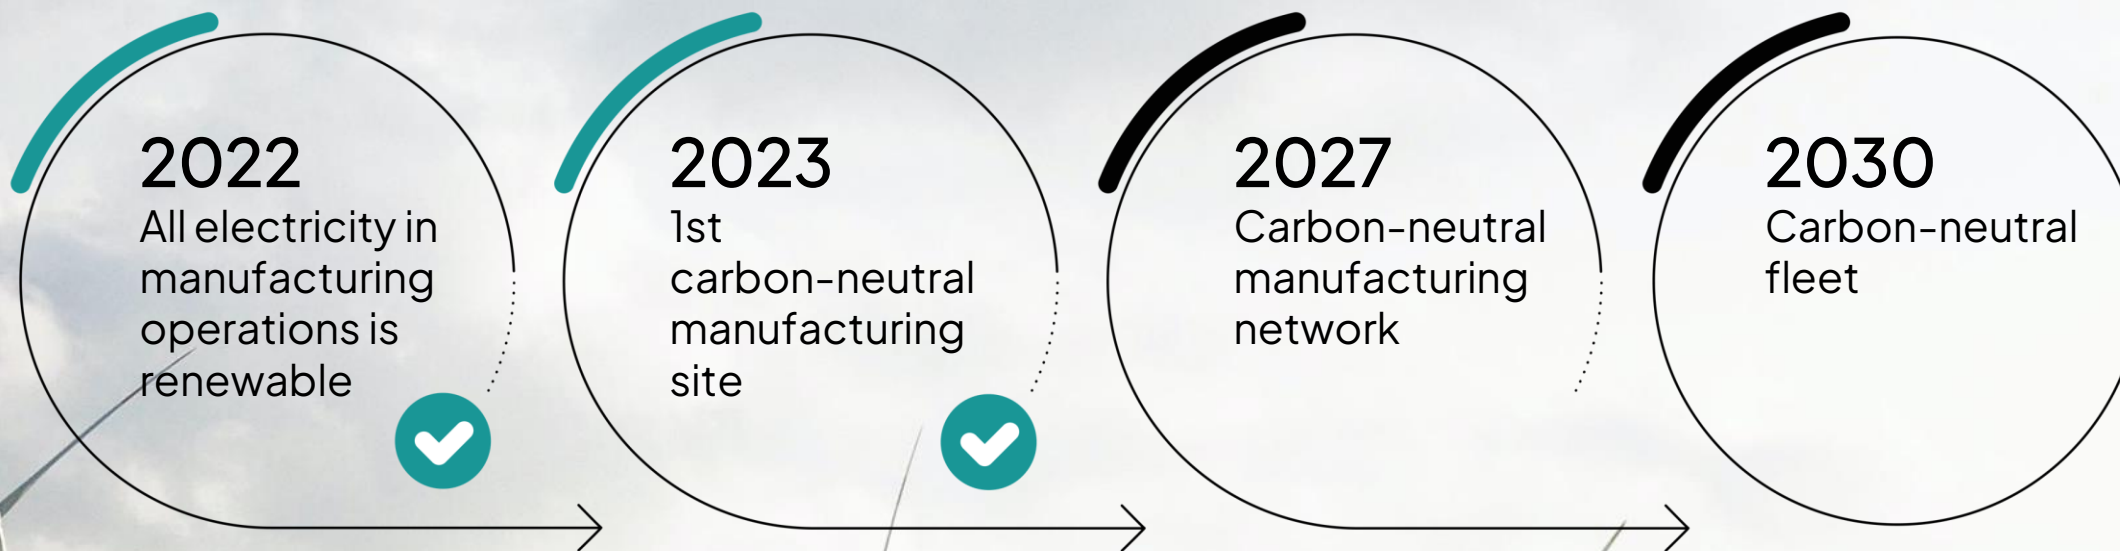 2022
All electricity in
manufacturing
operations is
renewable
2023
1st
carbon-neutral
manufacturing
site
2027
Carbon-neutral
manufacturing
network
2030
Carbon-neutral
fleet